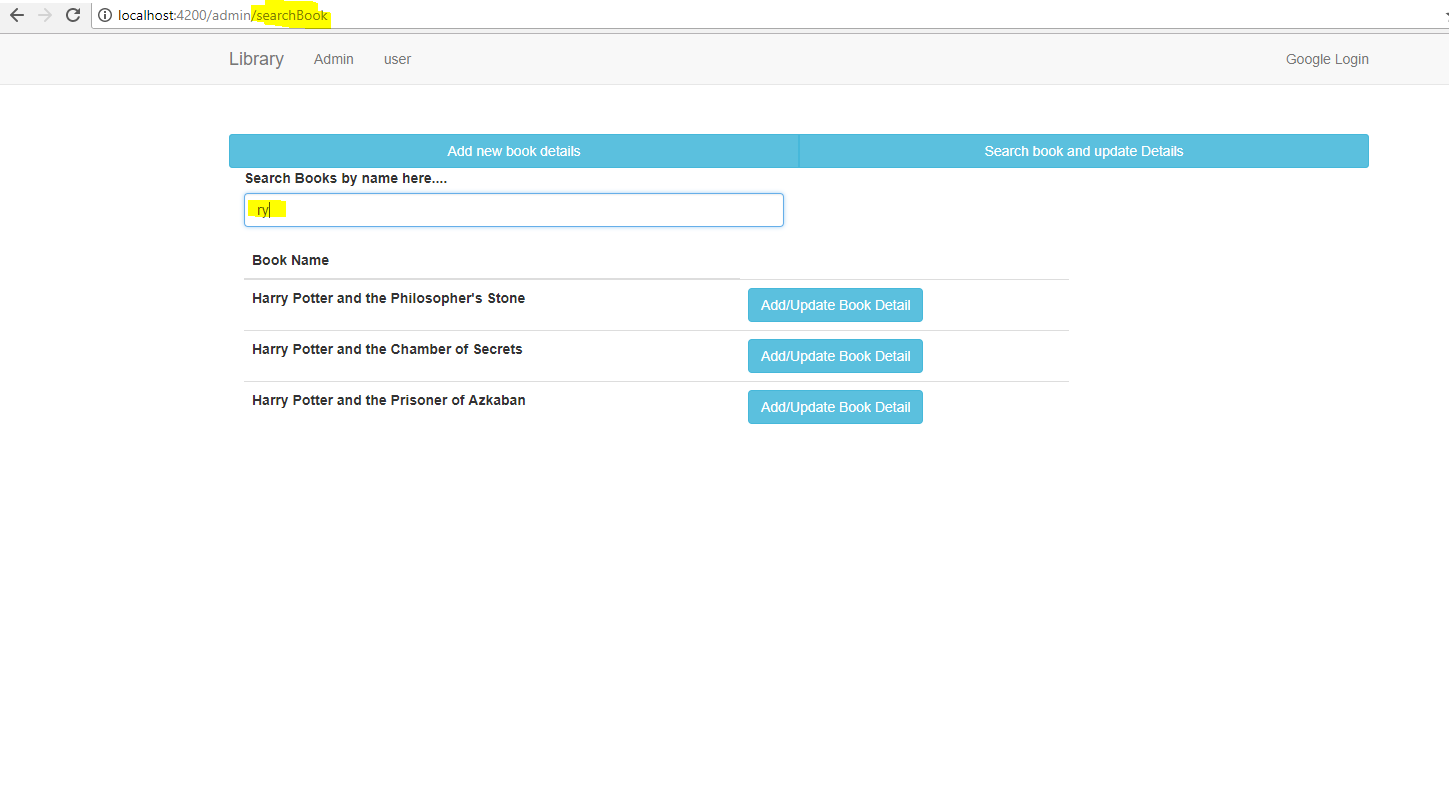 localhost:4200/admin/searchBook
Library Admin user Google Login
Add new book details Search book and update Details
Search Books by name here....
ry
Book Name
Harry Potter and the Philosopher's Stone Add/Update Book Detail
Harry Potter and the Chamber of Secrets Add/Update Book Detail
Harry Potter and the Prisoner of Azkaban Add/Update Book Detail